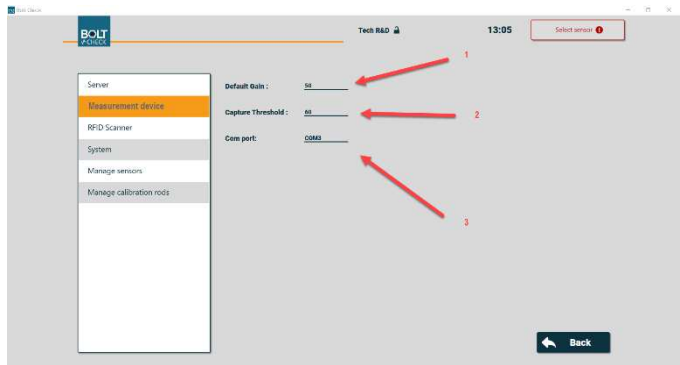 Bolt Check
BOLT
CHECK
Tech R&D
13:05
Select sensor
1
Server
Default Gain :
50
Measurement device
Capture Threshold :
60
2
RFID Scanner
Com port:
COM3
System
Manage sensors
Manage calibration rods
3
Back